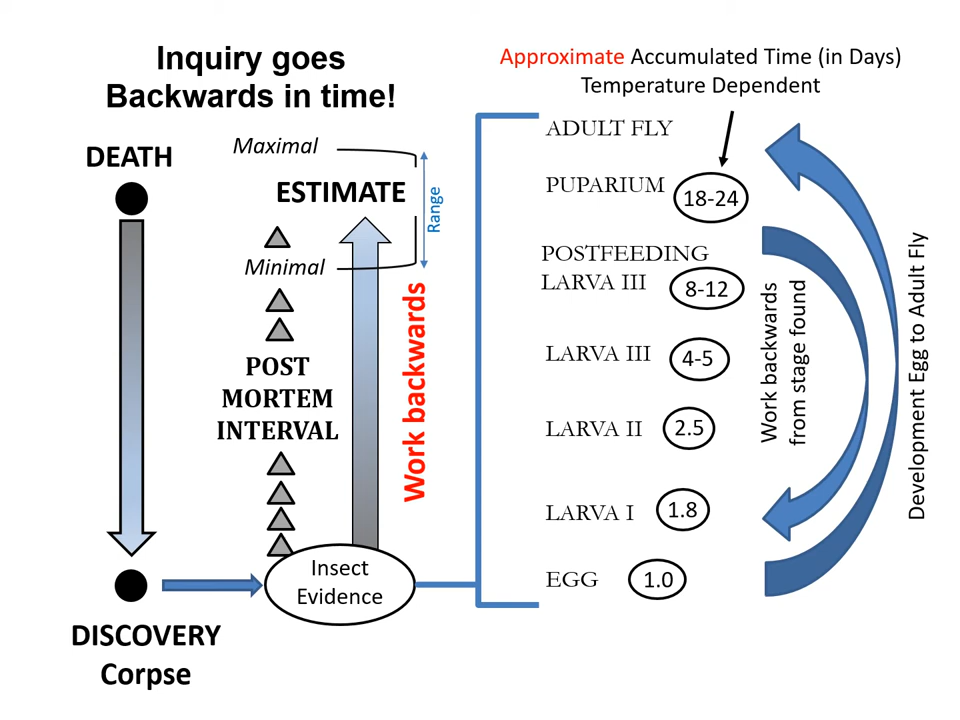 Inquiry goes
Backwards in time!
DEATH
Maximal
ESTIMATE
Range
Minimal
POST
MORTEM
INTERVAL
Work backwards
Insect
Evidence
DISCOVERY
Corpse
Approximate Accumulated Time (in Days)
Temperature Dependent
ADULT FLY
PUPARIUM
18-24
POSTFEEDING
LARVA III
8-12
LARVA III
4-5
LARVA II
2.5
LARVA I
1.8
EGG
1.0
Work backwards
from stage found
Development Egg to Adult Fly